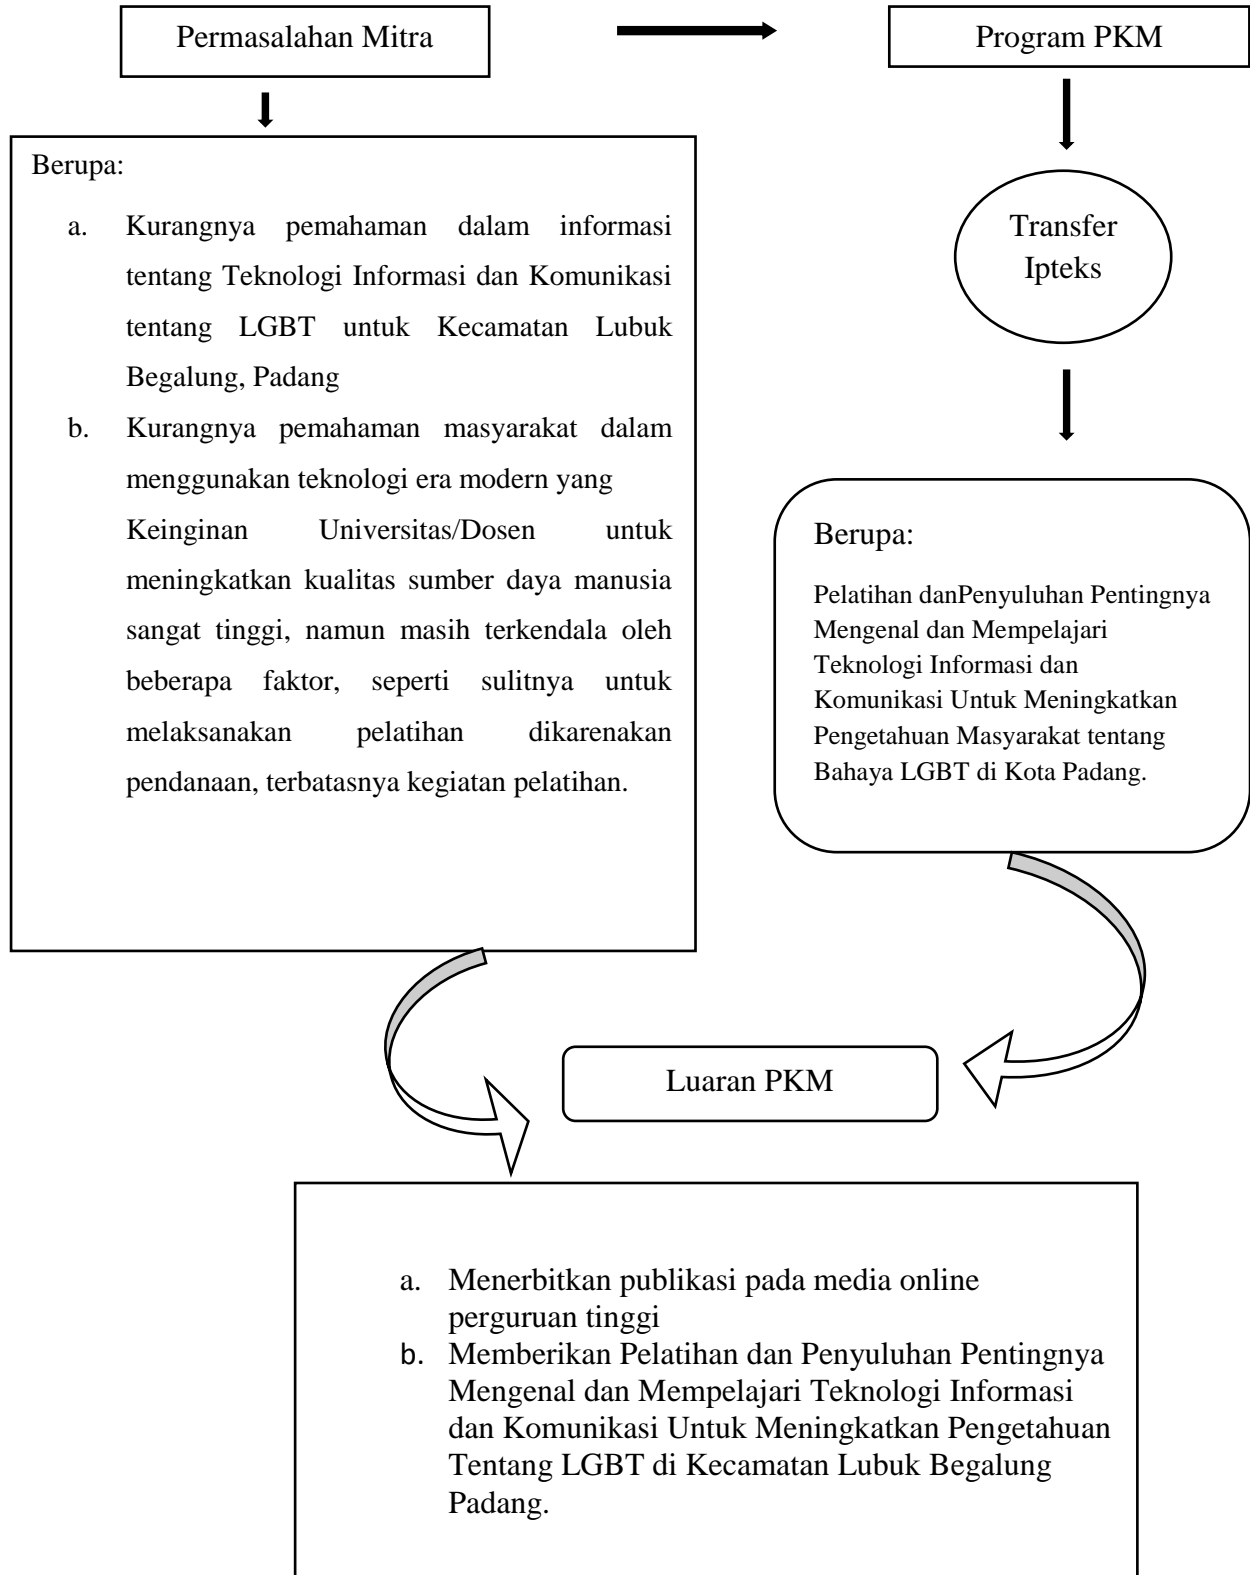 Permasalahan Mitra
Program PKM
Berupa:
a. Kurangnya pemahaman dalam informasi
tentang Teknologi Informasi dan Komunikasi
tentang LGBT untuk Kecamatan Lubuk
Begalung, Padang
b. Kurangnya pemahaman masyarakat dalam
menggunakan teknologi era modern yang
Keinginan Universitas/Dosen untuk
meningkatkan kualitas sumber daya manusia
sangat tinggi, namun masih terkendala oleh
beberapa faktor, seperti sulitnya untuk
melaksanakan pelatihan dikarenakan
pendanaan, terbatasnya kegiatan pelatihan.
Transfer
Ipteks
Berupa:
Pelatihan danPenyuluhan Pentingnya
Mengenal dan Mempelajari
Teknologi Informasi dan
Komunikasi Untuk Meningkatkan
Pengetahuan Masyarakat tentang
Bahaya LGBT di Kota Padang.
Luaran PKM
a. Menerbitkan publikasi pada media online
perguruan tinggi
b. Memberikan Pelatihan dan Penyuluhan Pentingnya
Mengenal dan Mempelajari Teknologi Informasi
dan Komunikasi Untuk Meningkatkan Pengetahuan
Tentang LGBT di Kecamatan Lubuk Begalung
Padang.